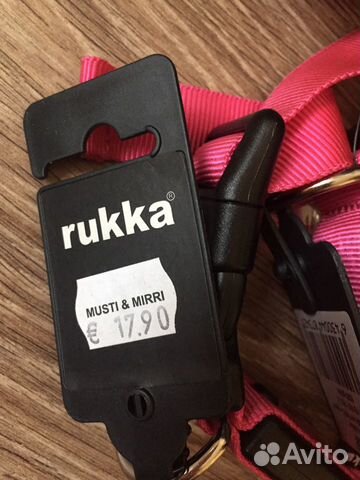 rukka®
MUSTI & MIRRI
€ 17.90
Avito